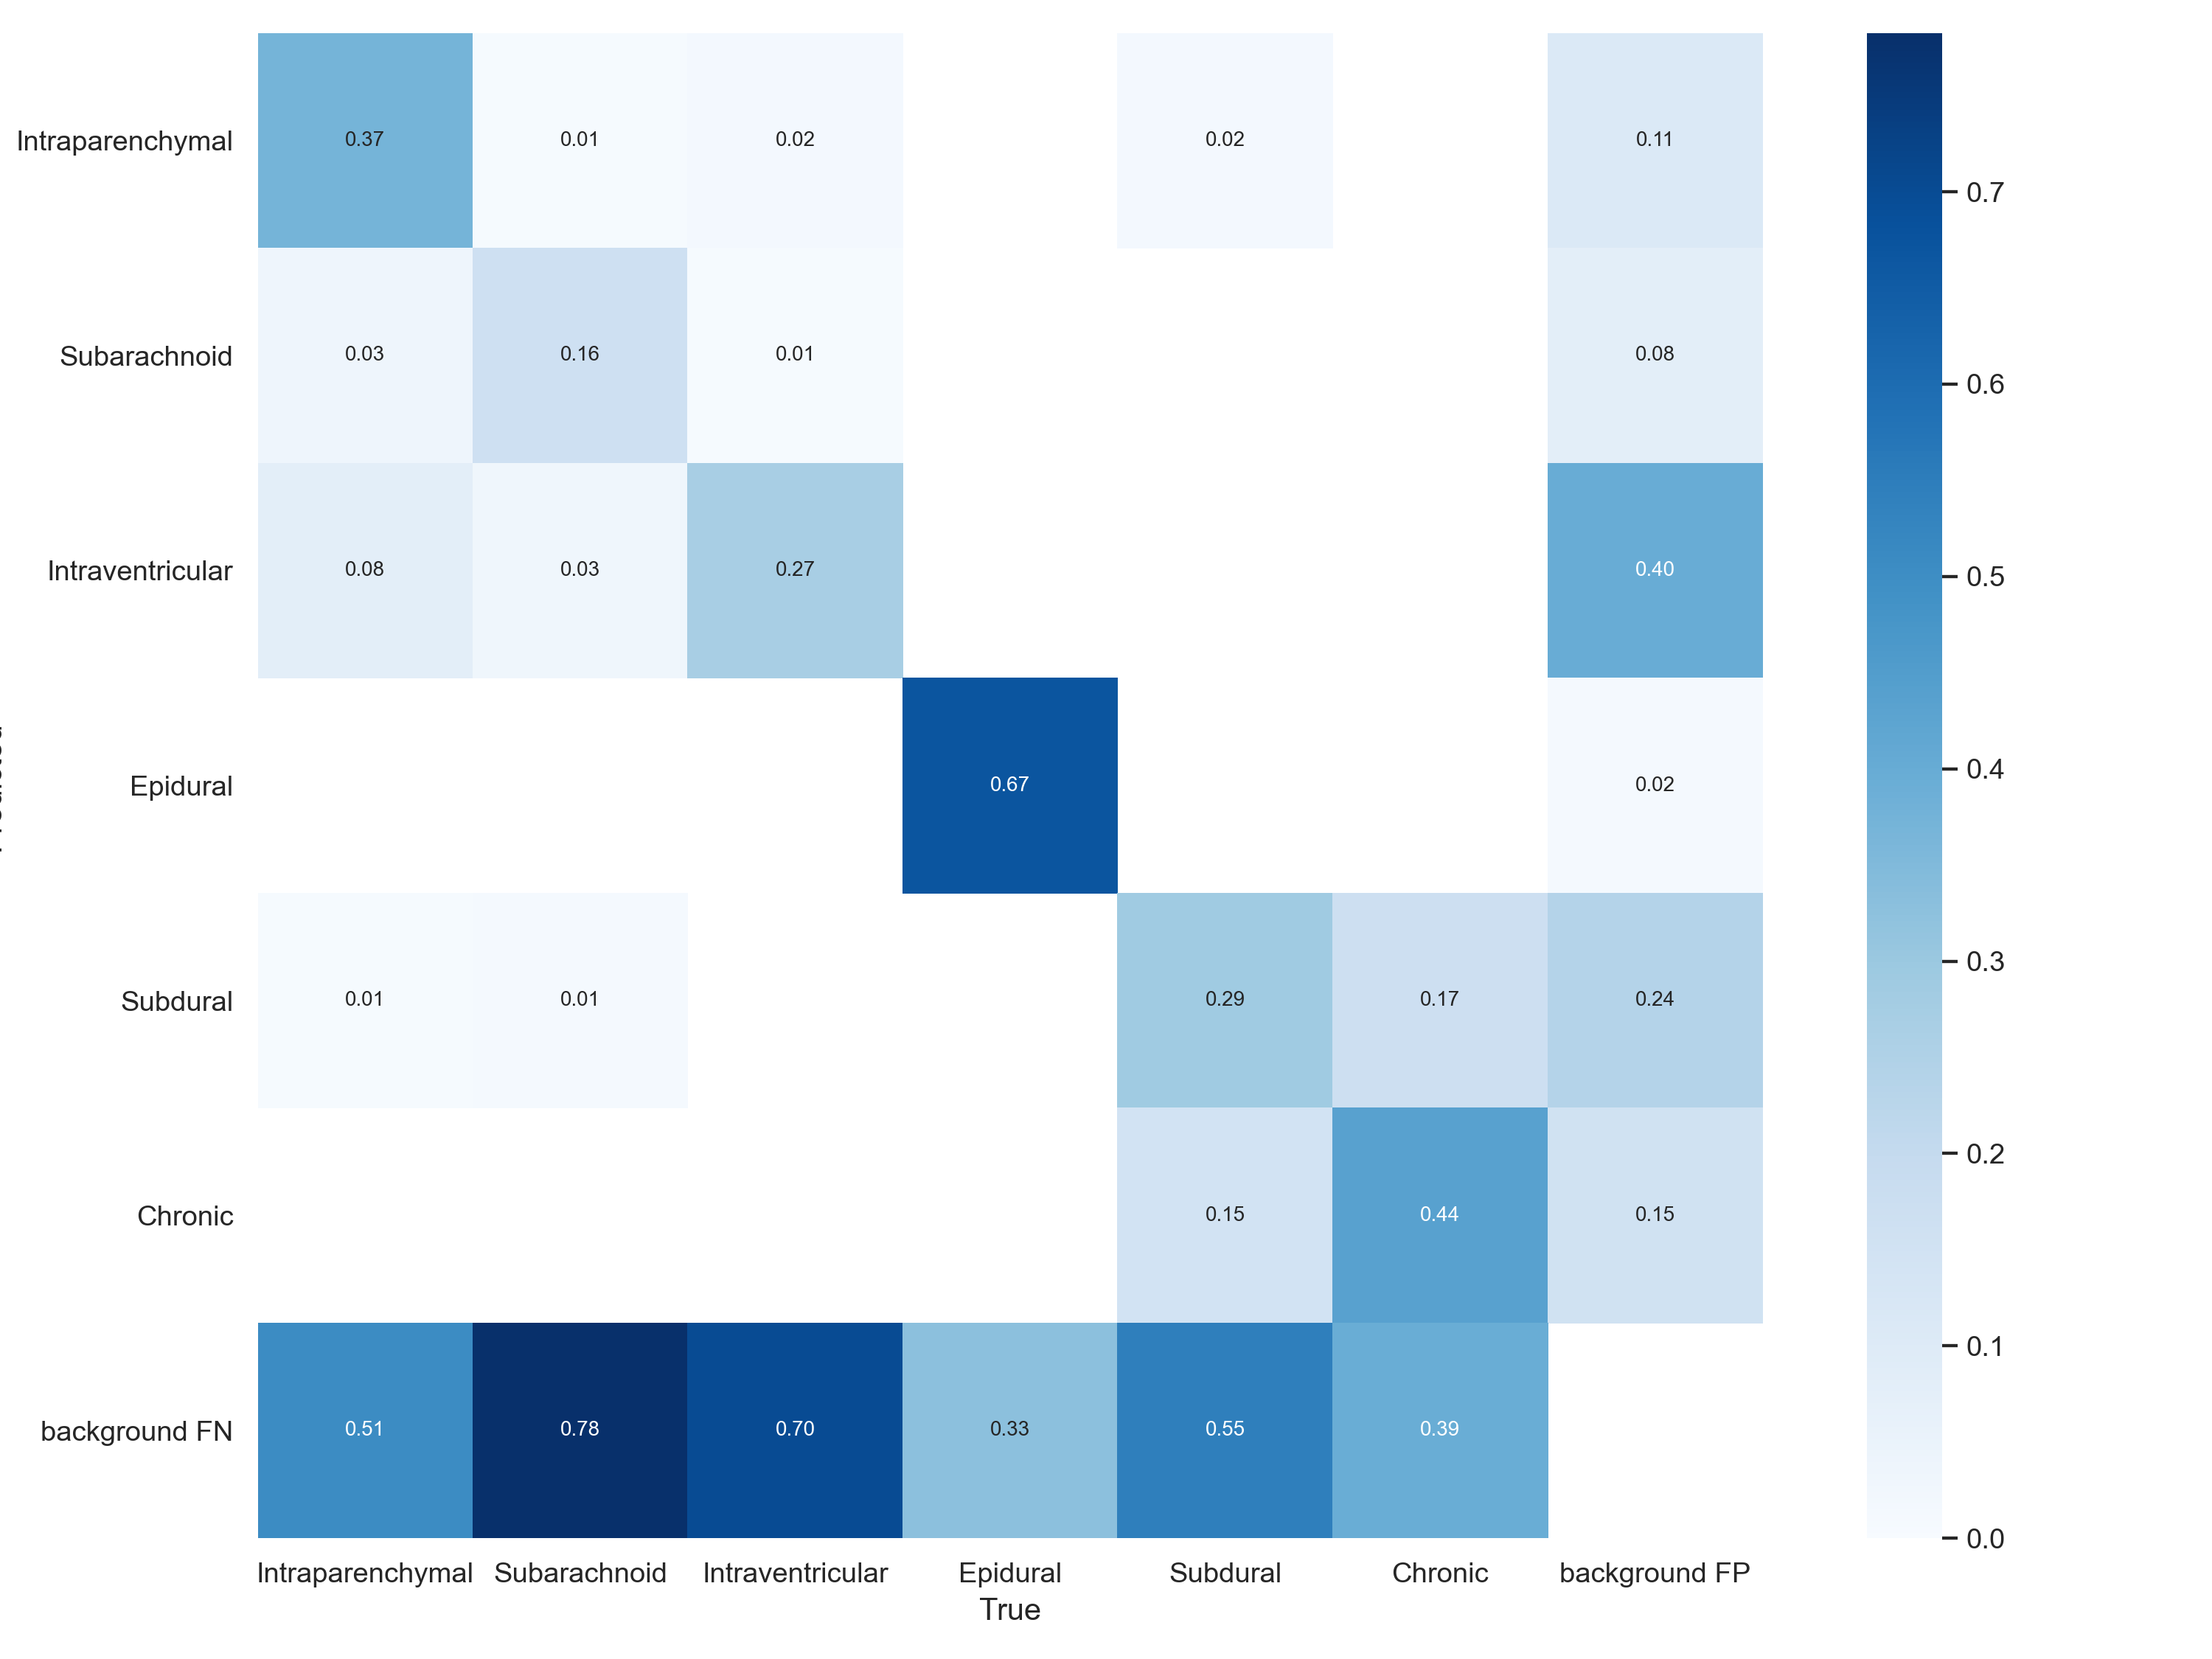 Intraparenchymal 0.37 0.01 0.02 0.02 0.11
0.7
Subarachnoid 0.03 0.16 0.01 0.08
0.6
Intraventricular 0.08 0.03 0.27 0.40
0.5
Epidural 0.67 0.02
0.4
Subdural 0.01 0.01 0.29 0.17 0.24
0.3
Chronic 0.15 0.44 0.15
0.2
0.1
background FN 0.51 0.78 0.70 0.33 0.55 0.39
0.0
Intraparenchymal Subarachnoid Intraventricular Epidural Subdural Chronic background FP
True